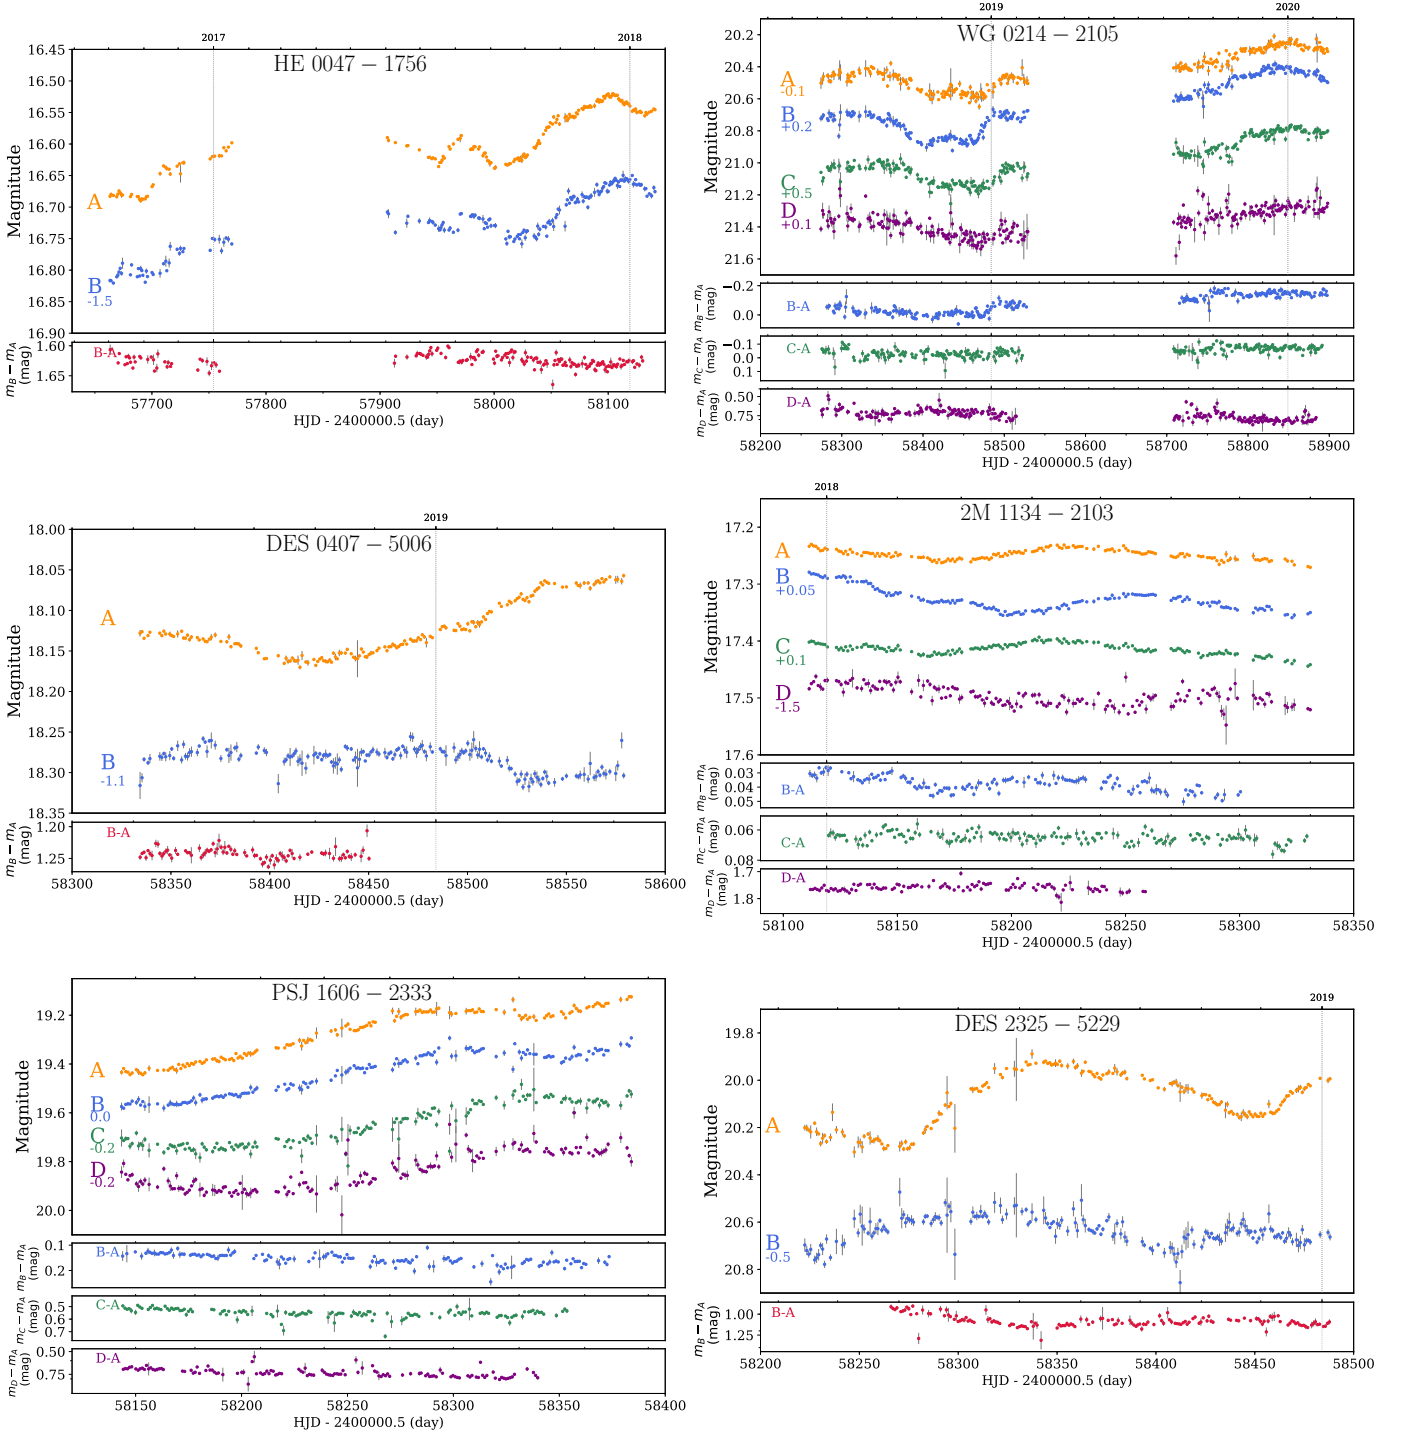 2017
2018
HE 0047 − 1756
16.45
16.50
16.55
16.60
16.65
16.70
16.75
16.80
16.85
16.90
Magnitude
A
B
-1.5
B-A
1.60
1.65
m_B − m_A
(mag)
57700
57800
57900
58000
58100
HJD - 2400000.5 (day)
2019
2020
WG 0214 − 2105
20.2
20.4
20.6
20.8
21.0
21.2
21.4
21.6
Magnitude
A
-0.1
B
+0.2
C
+0.5
D
+0.1
B-A
−0.2
0.0
m_B − m_A
(mag)
C-A
−0.1
0.0
0.1
m_C − m_A
(mag)
D-A
0.50
0.75
m_D − m_A
(mag)
58200
58300
58400
58500
58600
58700
58800
58900
HJD - 2400000.5 (day)
2019
DES 0407 − 5006
18.00
18.05
18.10
18.15
18.20
18.25
18.30
18.35
Magnitude
A
B
-1.1
B-A
1.20
1.25
m_B − m_A
(mag)
58300
58350
58400
58450
58500
58550
58600
HJD - 2400000.5 (day)
2018
2M 1134 − 2103
17.2
17.3
17.4
17.5
17.6
Magnitude
A
B
+0.05
C
+0.1
D
-1.5
B-A
0.03
0.04
0.05
m_B − m_A
(mag)
C-A
0.06
0.08
m_C − m_A
(mag)
D-A
1.7
1.8
m_D − m_A
(mag)
58100
58150
58200
58250
58300
58350
HJD - 2400000.5 (day)
PSJ 1606 − 2333
19.2
19.4
19.6
19.8
20.0
Magnitude
A
B
0.0
C
-0.2
D
-0.2
B-A
0.1
0.2
m_B − m_A
(mag)
C-A
0.5
0.6
0.7
m_C − m_A
(mag)
D-A
0.50
0.75
m_D − m_A
(mag)
58150
58200
58250
58300
58350
58400
HJD - 2400000.5 (day)
2019
DES 2325 − 5229
19.8
20.0
20.2
20.4
20.6
20.8
Magnitude
A
B
-0.5
B-A
1.00
1.25
m_B − m_A
(mag)
58200
58250
58300
58350
58400
58450
58500
HJD - 2400000.5 (day)